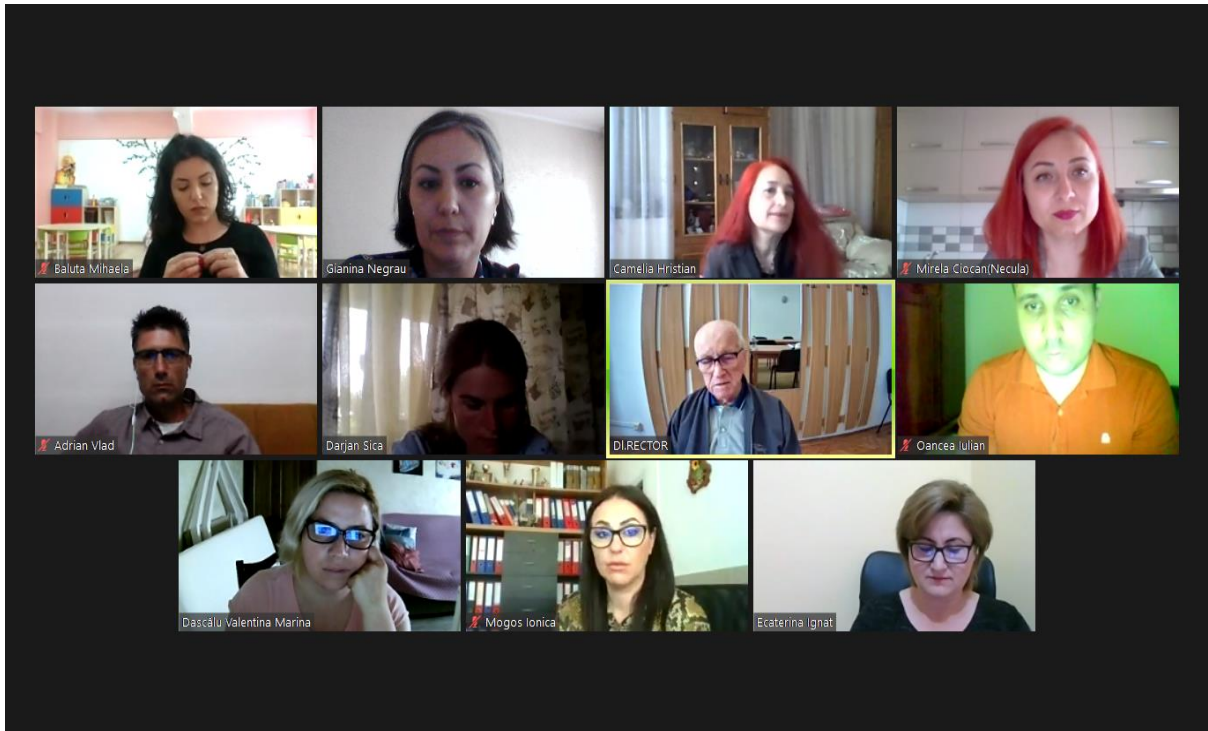 Baluta Mihaela
Gianina Negrau
Camelia Hristian
Mirela Ciocan(Necula)
Adrian Vlad
Darjan Sica
Dl.RECTOR
Oancea Iulian
Dascălu Valentina Marina
Mogos Ionica
Ecaterina Ignat